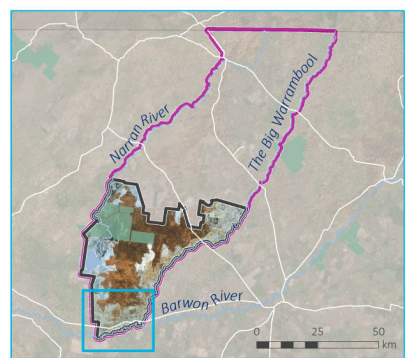 Narran River
The Big Warrambool
Barwon River
0 25 50
km